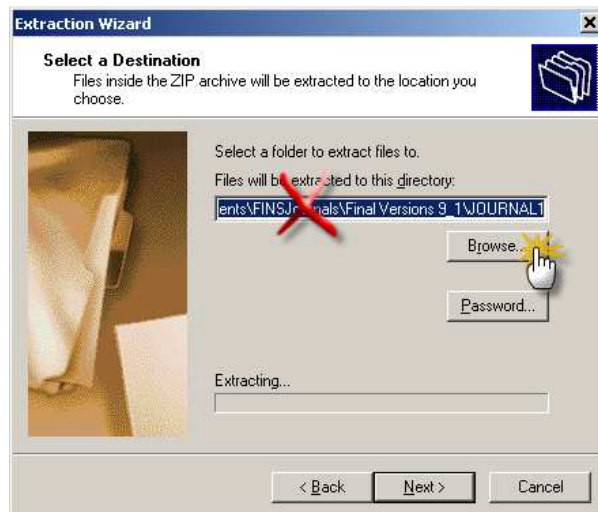 Extraction Wizard
Select a Destination
Files inside the ZIP archive will be extracted to the location you
choose.
Select a folder to extract files to.
Files will be extracted to this directory:
ents\FINSJournals\Final Versions 9_1\JOURNAL1
Browse...
Password...
Extracting...
< Back
Next >
Cancel